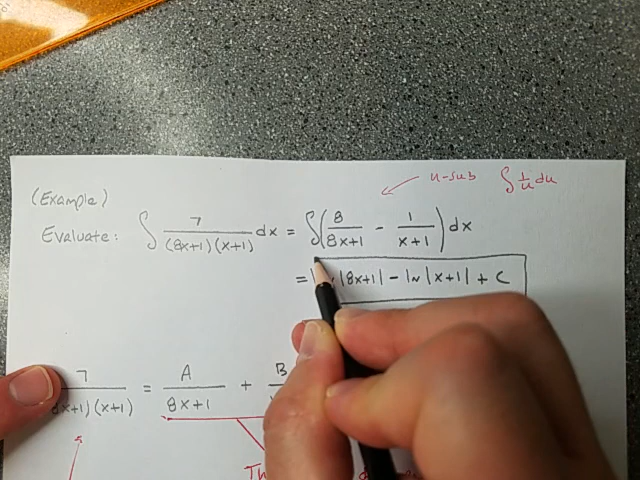 u-sub ∫ 1/u du
(Example)
Evaluate: ∫ 7/((8x+1)(x+1)) dx = ∫(8/(8x+1) - 1/(x+1)) dx
= |8x+1| - ln|x+1| + C
7/(8x+1)(x+1) = A/(8x+1) + B